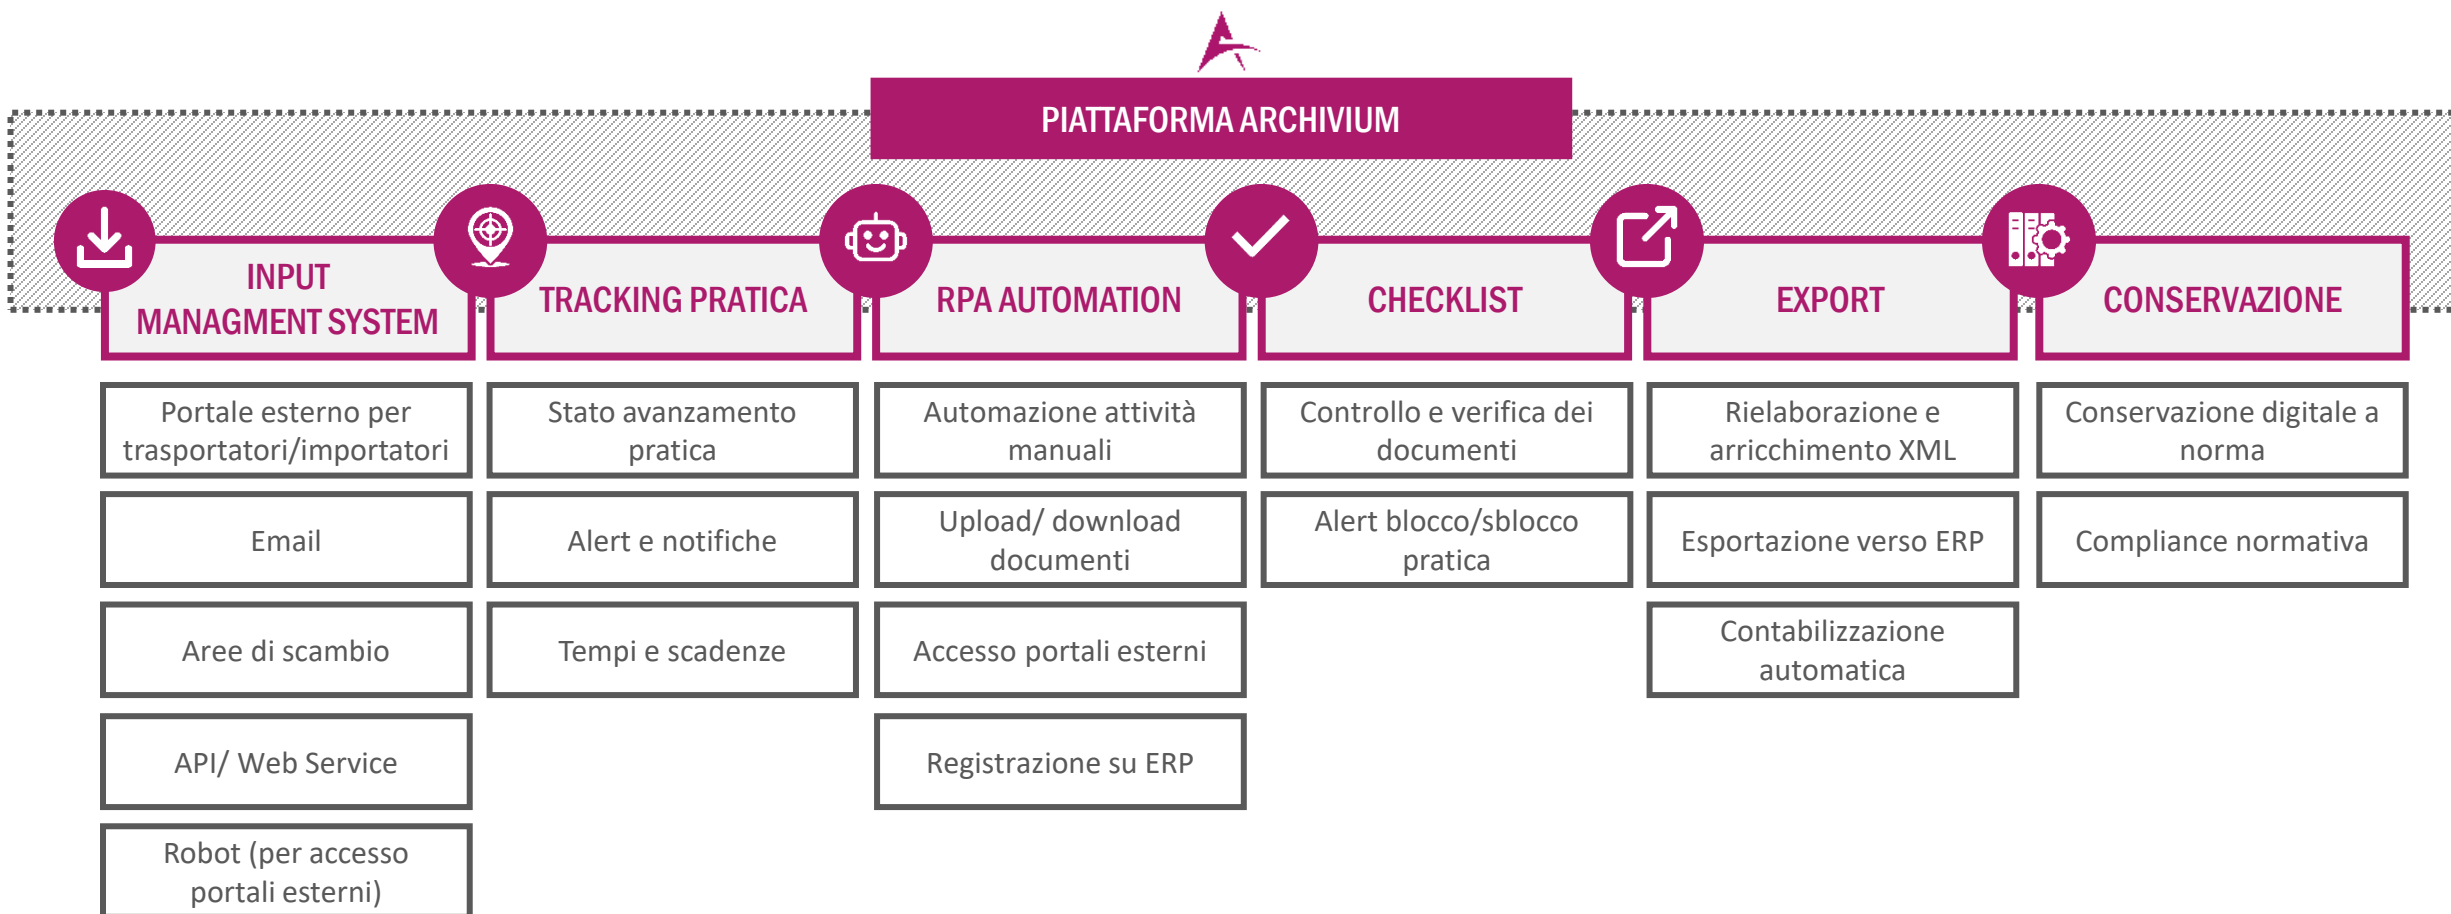 PIATTAFORMA ARCHIVIUM
INPUT
MANAGMENT SYSTEM
TRACKING PRATICA
RPA AUTOMATION
CHECKLIST
EXPORT
CONSERVAZIONE
Portale esterno per
trasportatori/importatori
Email
Aree di scambio
API/ Web Service
Robot (per accesso
portali esterni)
Stato avanzamento
pratica
Alert e notifiche
Tempi e scadenze
Automazione attività
manuali
Upload/ download
documenti
Accesso portali esterni
Registrazione su ERP
Controllo e verifica dei
documenti
Alert blocco/sblocco
pratica
Rielaborazione e
arricchimento XML
Esportazione verso ERP
Contabilizzazione
automatica
Conservazione digitale a
norma
Compliance normativa